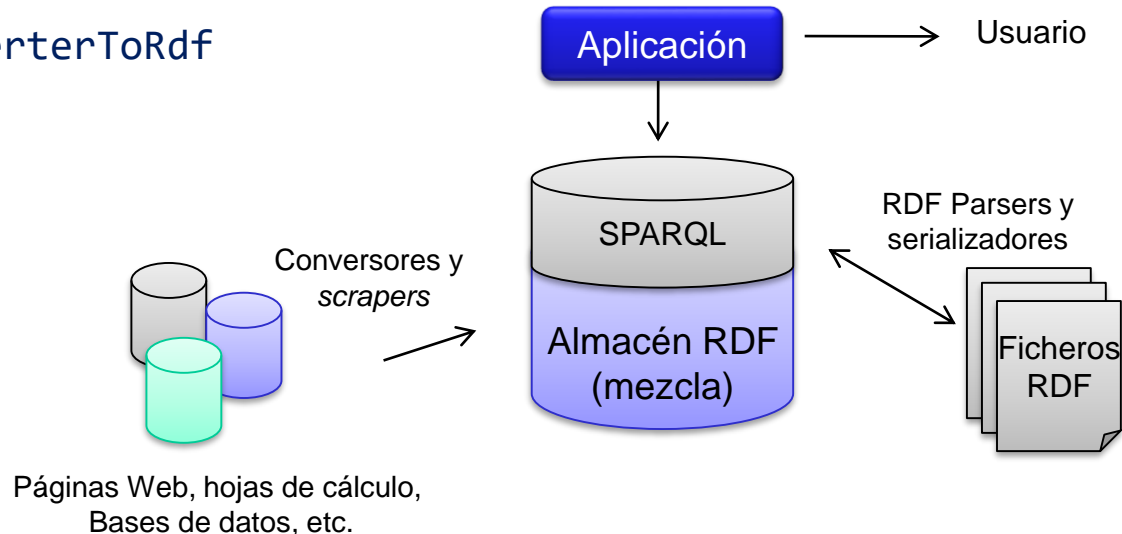 erterToRdf
Aplicación
Usuario
SPARQL
RDF Parsers y
serializadores
Conversores y
scrapers
Almacén RDF
(mezcla)
Ficheros
RDF
Páginas Web, hojas de cálculo,
Bases de datos, etc.